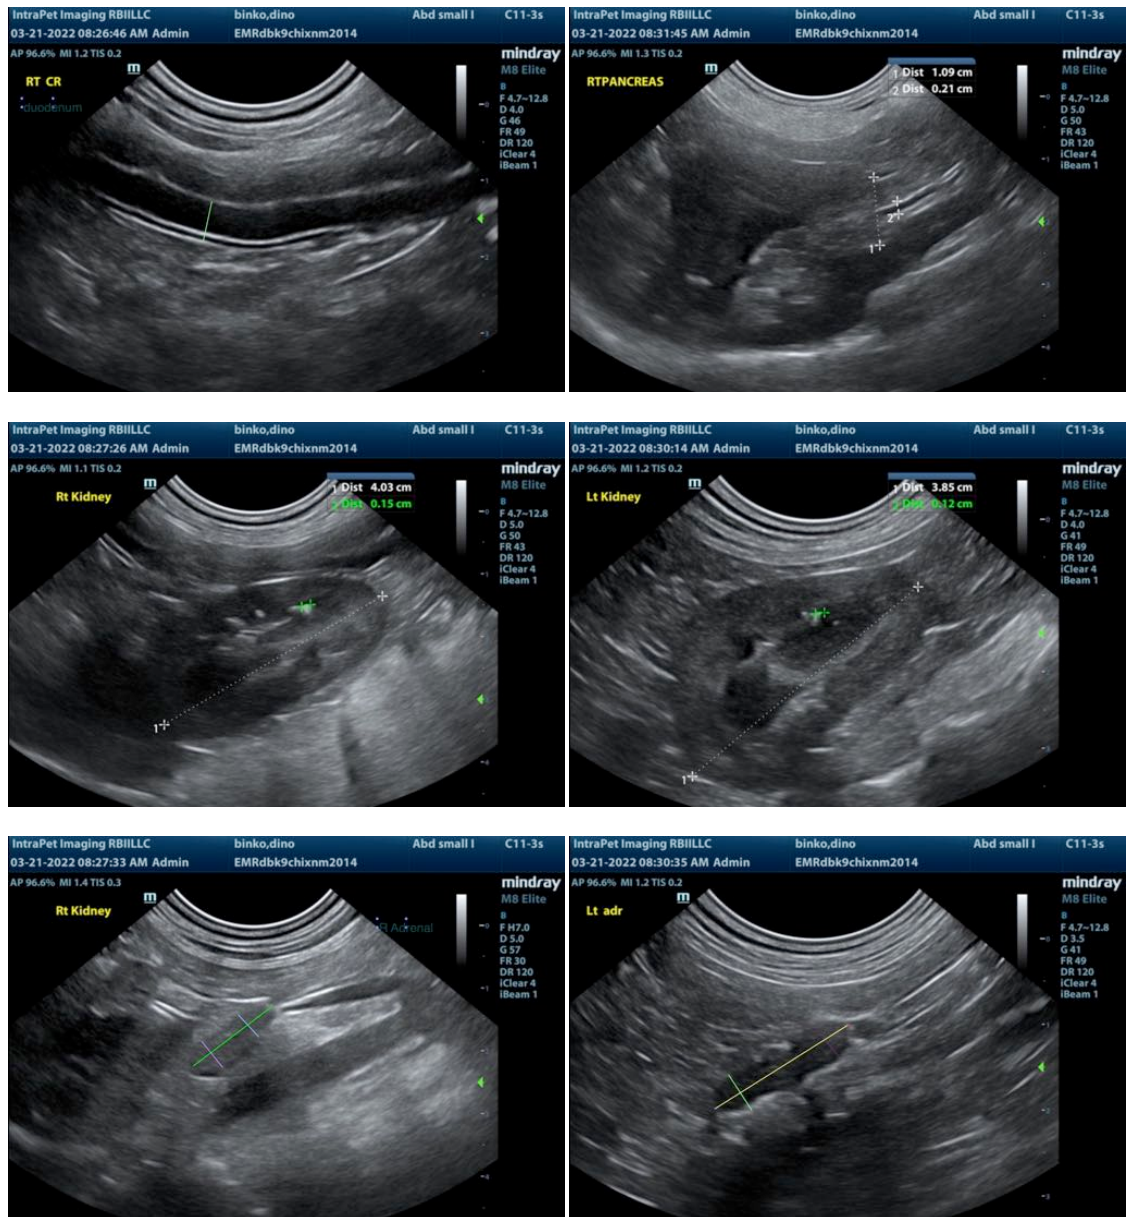 IntraPet Imaging RBIILLC binko,dino Abd small I C11-3s
03-21-2022 08:26:46 AM Admin EMRdbk9chixnm2014
AP 96.6% MI 1.2 TIS 0.2 mindray
M8 Elite
RT CR
duodenum
B
F 4.7~12.8
D 4.0
G 46
FR 49
DR 120
iClear 4
iBeam 1
m
0
1
2
3
IntraPet Imaging RBIILLC binko,dino Abd small I C11-3s
03-21-2022 08:31:45 AM Admin EMRdbk9chixnm2014
AP 96.6% MI 1.3 TIS 0.2 mindray
M8 Elite
RTPANCREAS
1 Dist 1.09 cm
2 Dist 0.21 cm
B
F 4.7~12.8
D 5.0
G 50
FR 43
DR 120
iClear 4
iBeam 1
m
2
1
IntraPet Imaging RBIILLC binko,dino Abd small I C11-3s
03-21-2022 08:27:26 AM Admin EMRdbk9chixnm2014
AP 96.6% MI 1.1 TIS 0.2 mindray
M8 Elite
Rt Kidney
1 Dist 4.03 cm
2 Dist 0.15 cm
B
F 4.7~12.8
D 5.0
G 50
FR 43
DR 120
iClear 4
iBeam 1
m
1
IntraPet Imaging RBIILLC binko,dino Abd small I C11-3s
03-21-2022 08:30:14 AM Admin EMRdbk9chixnm2014
AP 96.6% MI 1.2 TIS 0.2 mindray
M8 Elite
Lt Kidney
1 Dist 3.85 cm
2 Dist 0.12 cm
B
F 4.7~12.8
D 4.0
G 41
FR 49
DR 120
iClear 4
iBeam 1
m
1
IntraPet Imaging RBIILLC binko,dino Abd small I C11-3s
03-21-2022 08:27:33 AM Admin EMRdbk9chixnm2014
AP 96.6% MI 1.4 TIS 0.3 mindray
M8 Elite
Rt Kidney
R Adrenal
B
F H7.0
D 5.0
G 57
FR 30
DR 120
iClear 4
iBeam 1
m
IntraPet Imaging RBIILLC binko,dino Abd small I C11-3s
03-21-2022 08:30:35 AM Admin EMRdbk9chixnm2014
AP 96.6% MI 1.2 TIS 0.2 mindray
M8 Elite
Lt adr
B
F 4.7~12.8
D 3.5
G 41
FR 49
DR 120
iClear 4
iBeam 1
m